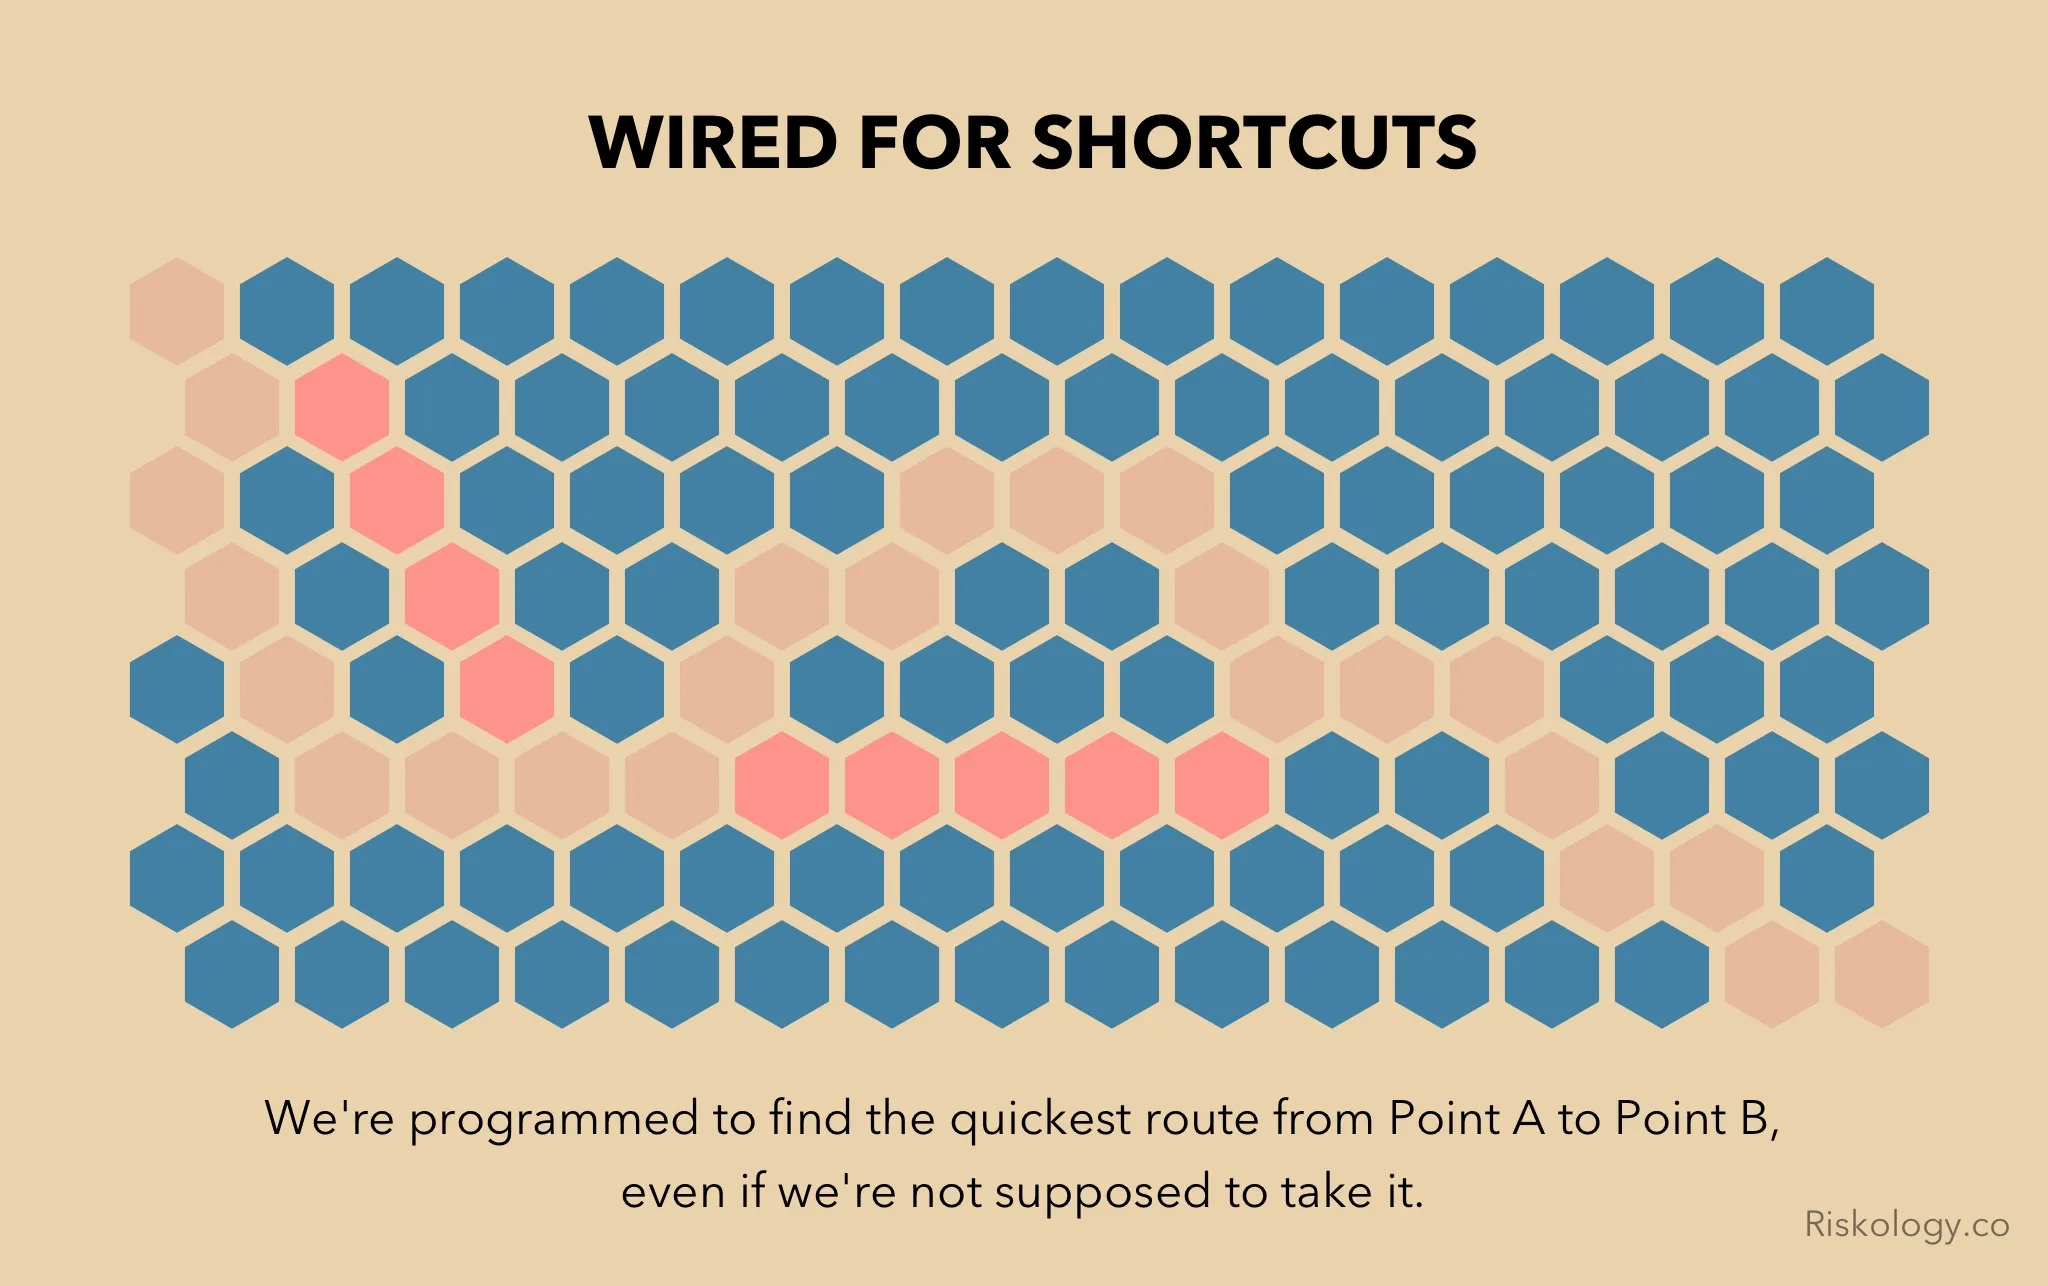 WIRED FOR SHORTCUTS
We're programmed to find the quickest route from Point A to Point B,
even if we're not supposed to take it.
Riskology.co